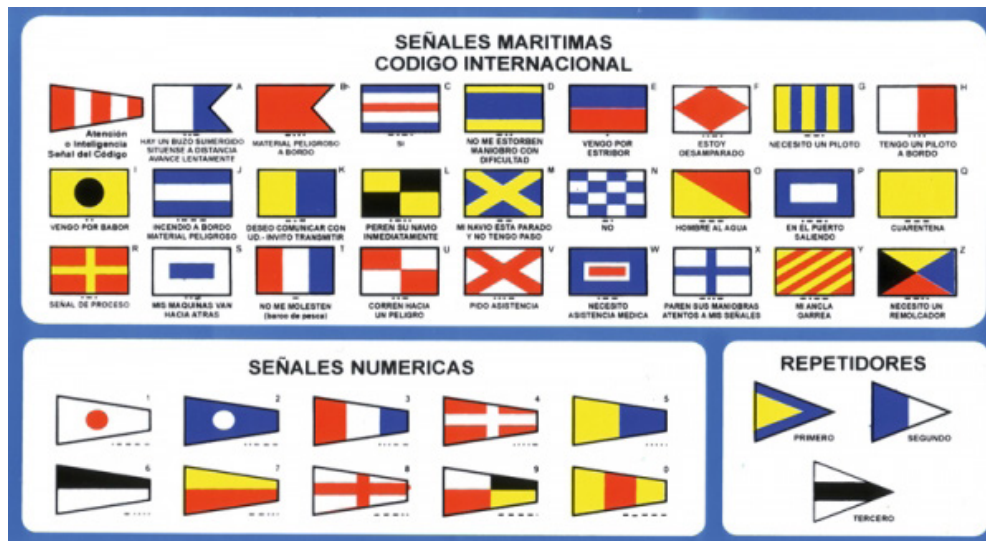 SEÑALES MARITIMAS
CODIGO INTERNACIONAL
A
B
C
D
E
F
G
H
Atención
o Inteligencia
Señal del Código
HAY UN BUZO SUMERGIDO
SITUENSE A DISTANCIA
AVANCE LENTAMENTE
MATERIAL PELIGROSO
A BORDO
SI
NO ME ESTORBEN
MANIOBRO CON
DIFICULTAD
VENGO POR
ESTRIBOR
ESTOY
DESAMPARADO
NECESITO UN PILOTO
TENGO UN PILOTO
A BORDO
I
J
K
L
M
N
O
P
Q
VENGO POR BABOR
INCENDIO A BORDO
MATERIAL PELIGROSO
DESEO COMUNICAR CON
UD.- INVITO TRANSMITIR
PEREN SU NAVIO
INMEDIATAMENTE
MI NAVIO ESTA PARADO
Y NO TENGO PASO
NO
HOMBRE AL AGUA
EN EL PUERTO
SALIENDO
CUARENTENA
R
S
T
U
V
W
X
Y
Z
SEÑAL DE PROCESO
MIS MAQUINAS VAN
HACIA ATRAS
NO ME MOLESTEN
(barco de pesca)
CORREN HACIA
UN PELIGRO
PIDO ASISTENCIA
NECESITO
ASISTENCIA MEDICA
PAREN SUS MANIOBRAS
ATENTOS A MIS SEÑALES
MI ANCLA
GARREA
NECESITO UN
REMOLCADOR
SEÑALES NUMERICAS
1
2
3
4
5
6
7
8
9
0
REPETIDORES
PRIMERO
SEGUNDO
TERCERO